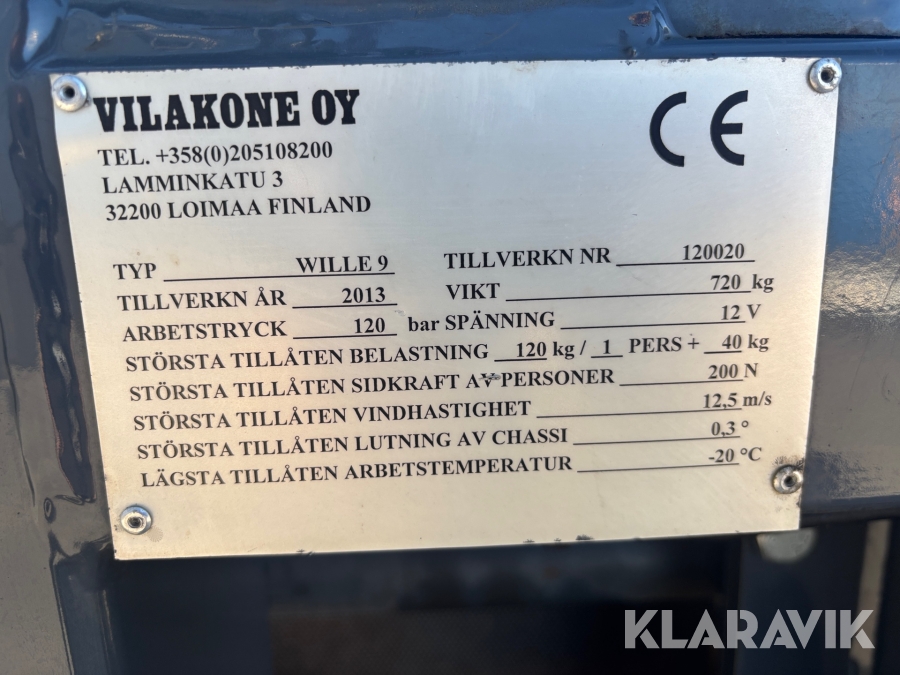 VILAKONE OY
CE
TEL. +358(0)205108200
LAMMINKATU 3
32200 LOIMAA FINLAND
TYP WILLE 9 TILLVERKN NR 120020
TILLVERKN ÅR 2013 VIKT 720 kg
ARBETSTRYCK 120 bar SPÄNNING 12 V
STÖRSTA TILLÅTEN BELASTNING 120 kg / 1 PERS + 40 kg
STÖRSTA TILLÅTEN SIDKRAFT AV PERSONER 200 N
STÖRSTA TILLÅTEN VINDHASTIGHET 12,5 m/s
STÖRSTA TILLÅTEN LUTNING AV CHASSI 0,3 °
LÄGSTA TILLÅTEN ARBETSTEMPERATUR -20 °C
KLARAVIK